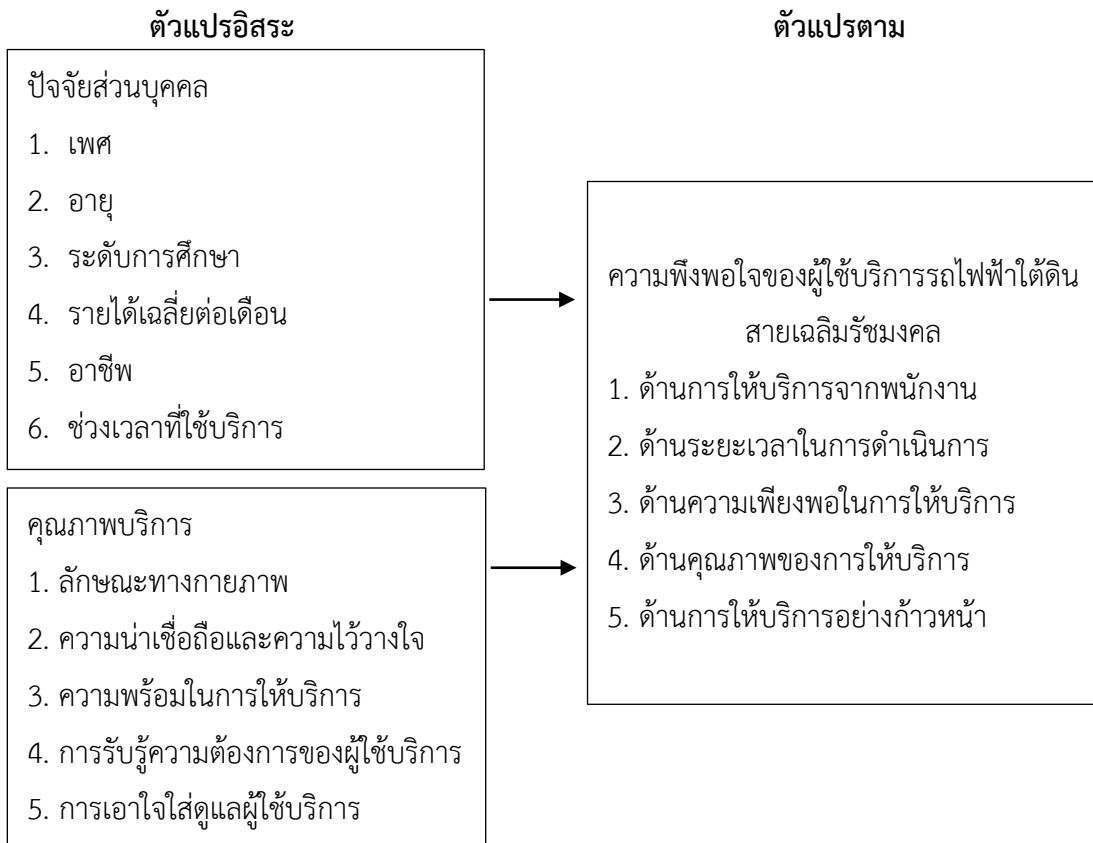 ตัวแปรอิสระ
ปัจจัยส่วนบุคคล
1. เพศ
2. อายุ
3. ระดับการศึกษา
4. รายได้เฉลี่ยต่อเดือน
5. อาชีพ
6. ช่วงเวลาที่ใช้บริการ
คุณภาพบริการ
1. ลักษณะทางกายภาพ
2. ความน่าเชื่อถือและความไว้วางใจ
3. ความพร้อมในการให้บริการ
4. การรับรู้ความต้องการของผู้ใช้บริการ
5. การเอาใจใส่ดูแลผู้ใช้บริการ
ตัวแปรตาม
ความพึงพอใจของผู้ใช้บริการรถไฟฟ้าใต้ดิน
สายเฉลิมรัชมงคล
1. ด้านการให้บริการจากพนักงาน
2. ด้านระยะเวลาในการดำเนินการ
3. ด้านความเพียงพอในการให้บริการ
4. ด้านคุณภาพของการให้บริการ
5. ด้านการให้บริการอย่างก้าวหน้า